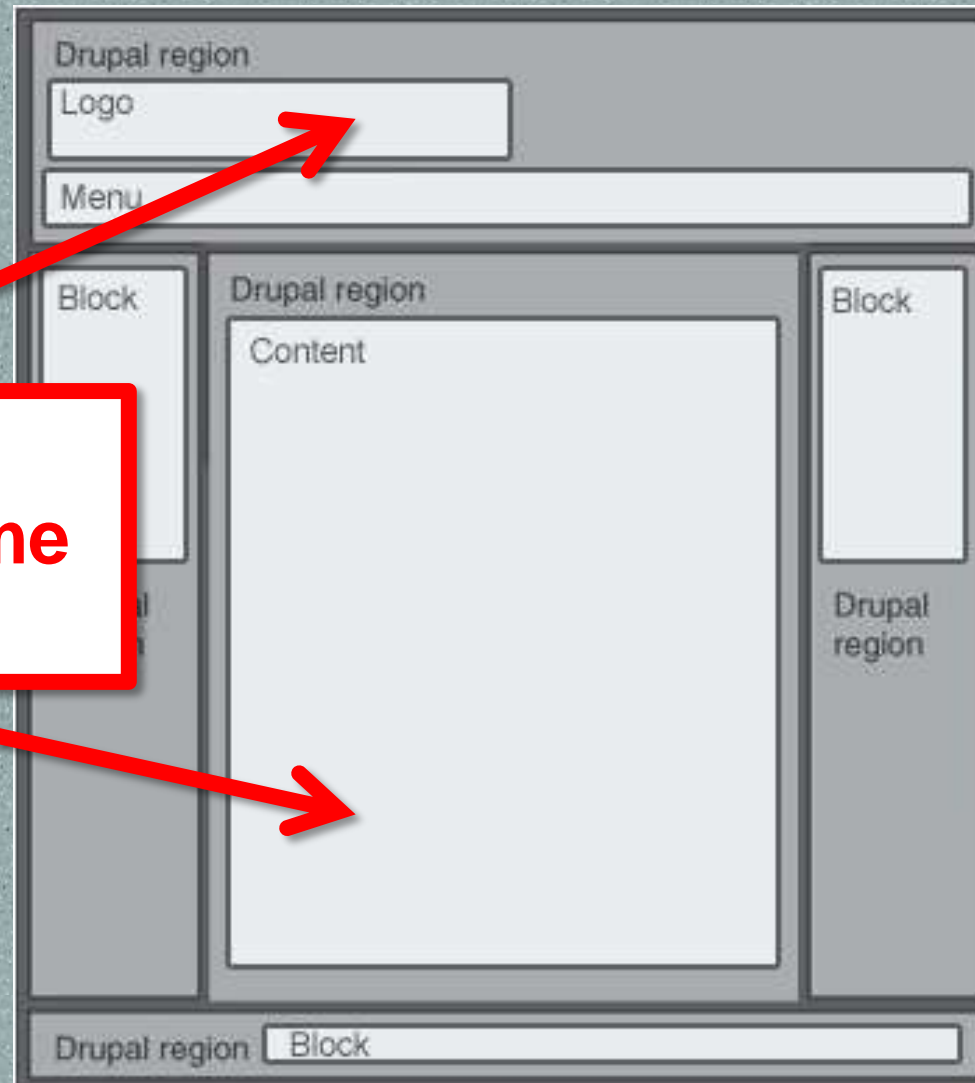 Drupal region
Logo
Menu
Block
Drupal region
Block
Content
Drupal
region
Drupal region
Block